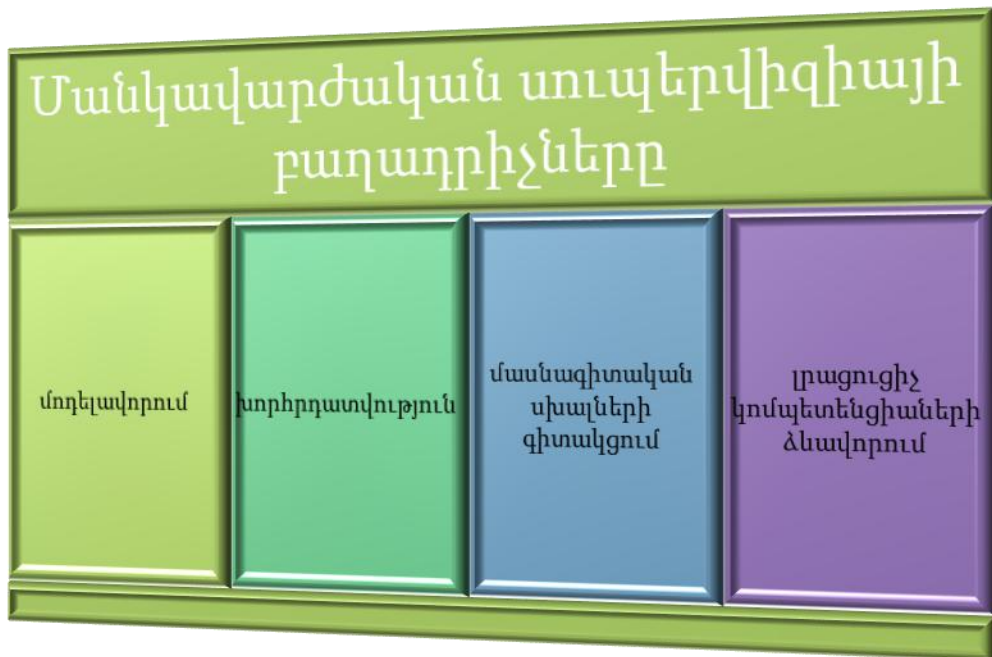 Մանկավարժական սուպերվիզիայի
բաղադրիչները
մոդելավորում
խորհրդատվություն
մասնագիտական
սխալների
գիտակցում
լրացուցիչ
կոմպետենցիաների
ձևավորում